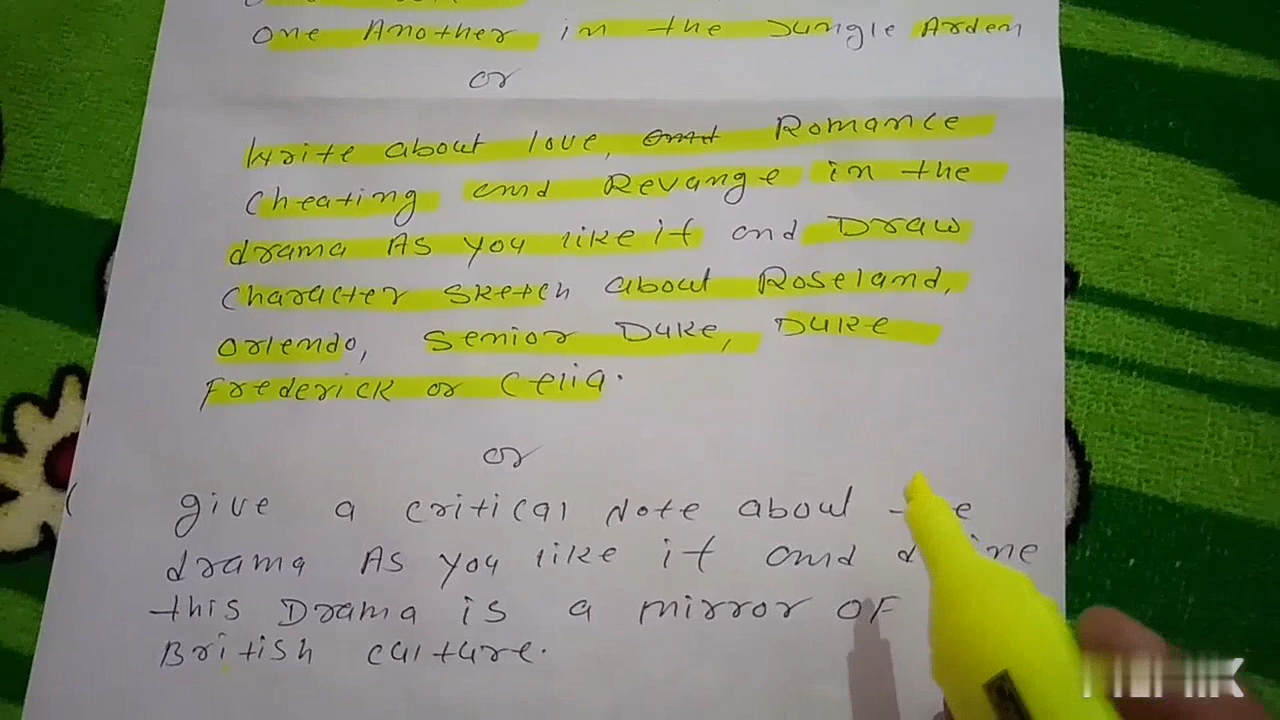 one Another in the Jungle Arden
or
Write about love, Romance
Cheating and Revange in the
drama As you like it and Draw
Character Sketch about Roseland,
Orlendo, Senior Duke, Duke
Frederick or Celia.
or
give a critical Note about
drama As you like it and
this Drama is a mirror OF
British culture.